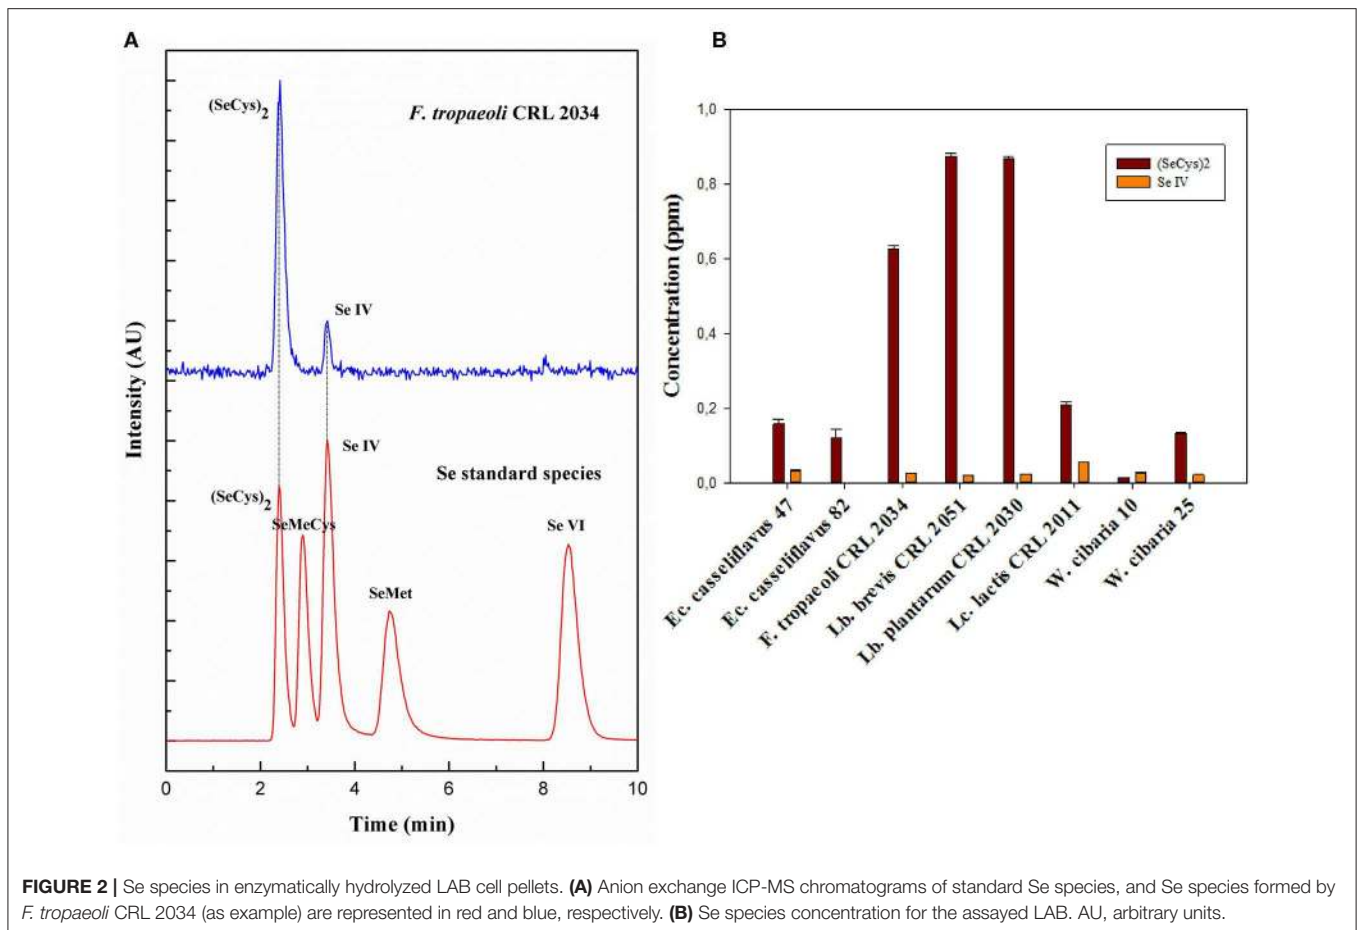 A
(SeCys)2
F. tropaeoli CRL 2034
Se IV
Se IV
Se standard species
(SeCys)2
SeMeCys
Se VI
SeMet
Intensity (AU)
0 2 4 6 8 10
Time (min)
B
1,0
0,8
0,6
0,4
0,2
0,0
Concentration (ppm)
(SeCys)2
Se IV
Ec. casseliflavus 47
Ec. casseliflavus 82
F. tropaeoli CRL 2034
Lb. brevis CRL 2051
Lb. plantarum CRL 2030
Lc. lactis CRL 2011
W. cibaria 10
W. cibaria 25
FIGURE 2 | Se species in enzymatically hydrolyzed LAB cell pellets. (A) Anion exchange ICP-MS chromatograms of standard Se species, and Se species formed by
F. tropaeoli CRL 2034 (as example) are represented in red and blue, respectively. (B) Se species concentration for the assayed LAB. AU, arbitrary units.